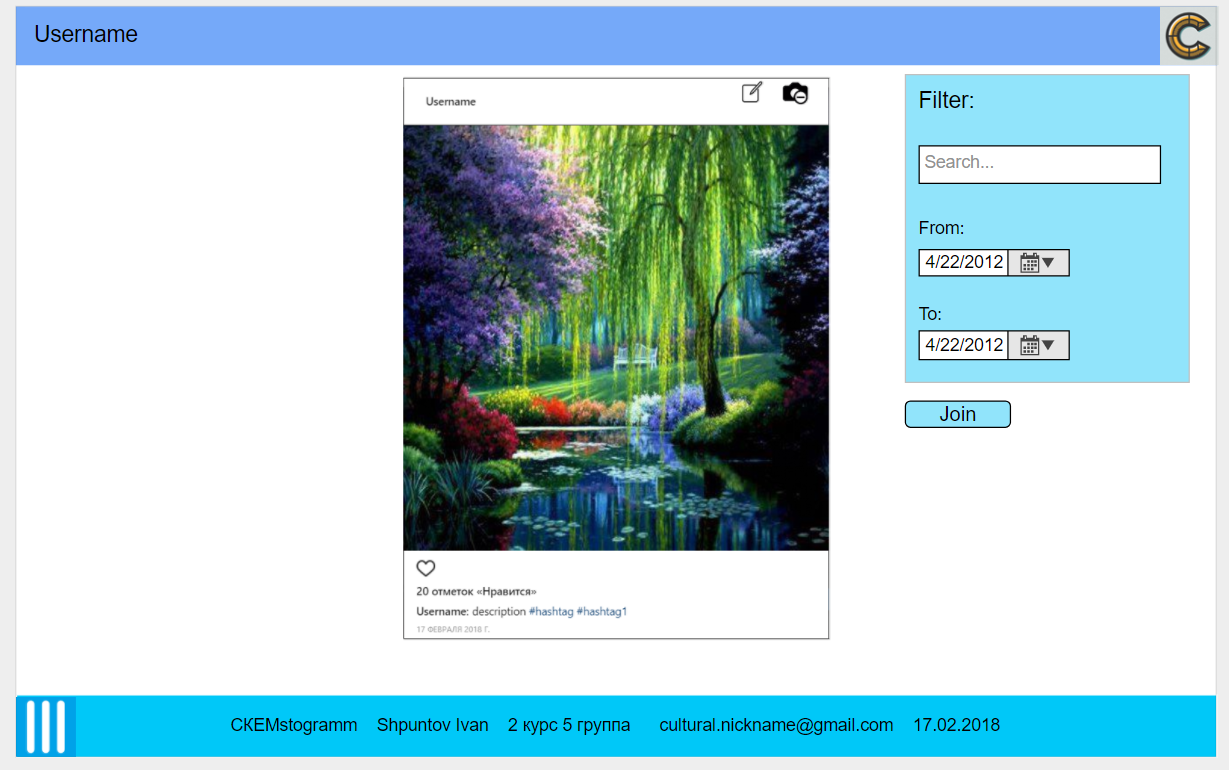 Username
Username
20 отметок «Нравится»
Username: description #hashtag #hashtag1
17 ФЕВРАЛЯ 2018 Г.
Filter:
Search...
From:
4/22/2012
To:
4/22/2012
Join
СКЕМstogramm Shpuntov Ivan 2 курс 5 группа cultural.nickname@gmail.com 17.02.2018